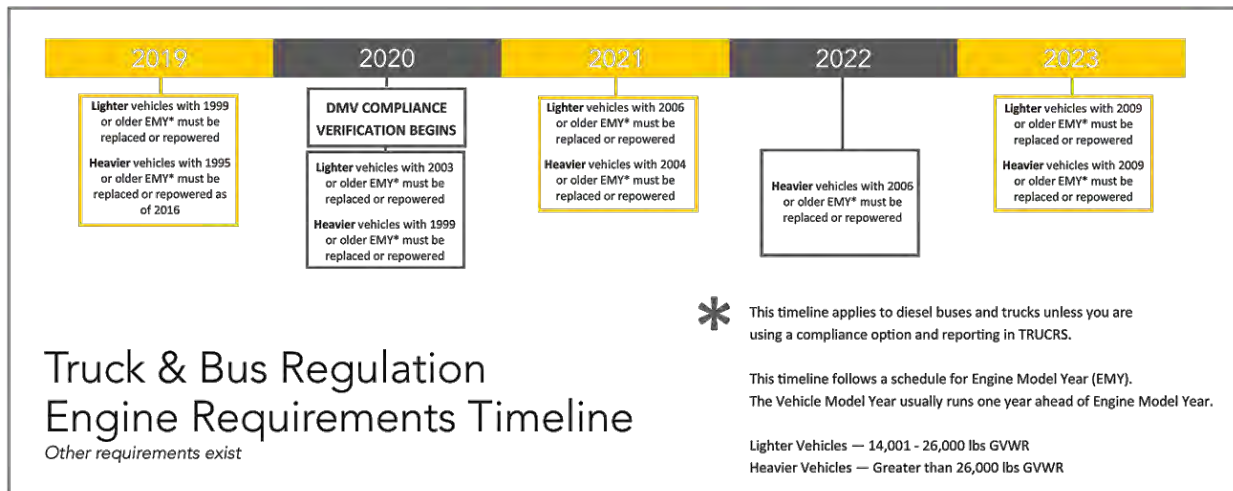 2019
2020
2021
2022
2023
Lighter vehicles with 1999
or older EMY* must be
replaced or repowered
Heavier vehicles with 1995
or older EMY* must be
replaced or repowered as
of 2016
DMV COMPLIANCE
VERIFICATION BEGINS
Lighter vehicles with 2003
or older EMY* must be
replaced or repowered
Heavier vehicles with 1999
or older EMY* must be
replaced or repowered
Lighter vehicles with 2006
or older EMY* must be
replaced or repowered
Heavier vehicles with 2004
or older EMY* must be
replaced or repowered
Heavier vehicles with 2006
or older EMY* must be
replaced or repowered
Lighter vehicles with 2009
or older EMY* must be
replaced or repowered
Heavier vehicles with 2009
or older EMY* must be
replaced or repowered
Truck & Bus Regulation
Engine Requirements Timeline
Other requirements exist
* This timeline applies to diesel buses and trucks unless you are
using a compliance option and reporting in TRUCRS.
This timeline follows a schedule for Engine Model Year (EMY).
The Vehicle Model Year usually runs one year ahead of Engine Model Year.
Lighter Vehicles — 14,001 - 26,000 lbs GVWR
Heavier Vehicles — Greater than 26,000 lbs GVWR